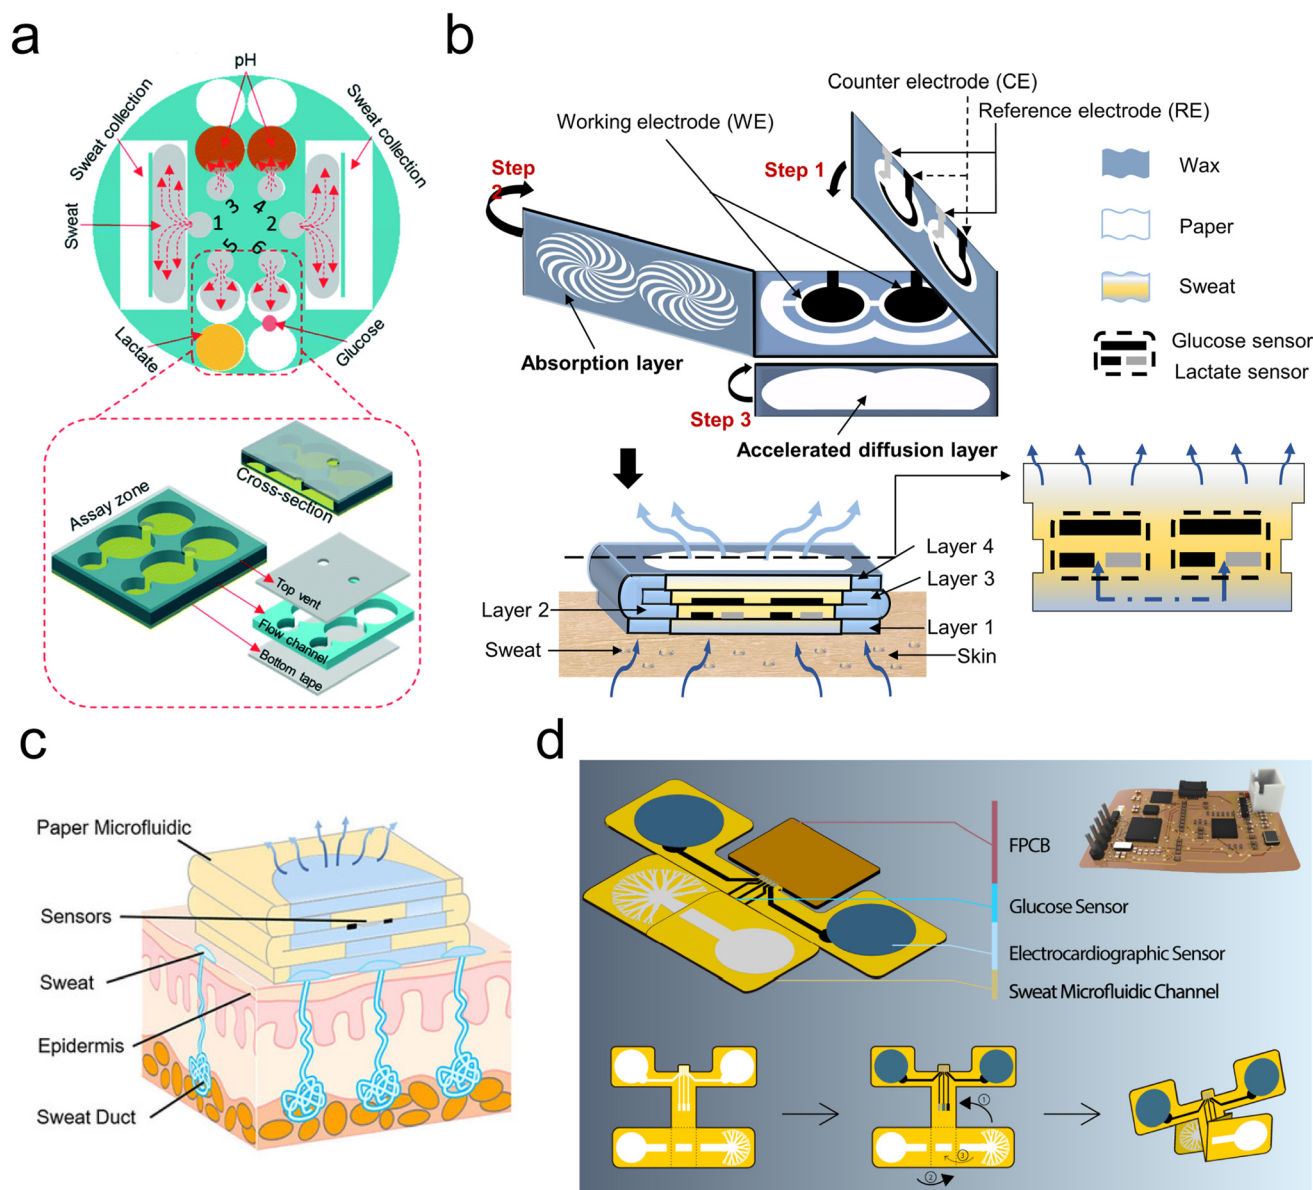 a
pH
Sweat collection
Sweat collection
Sweat
3
4
1
2
5
6
Lactate
Glucose
Assay zone
Cross-section
Top vent
Flow channel
Bottom tape
b
Counter electrode (CE)
Reference electrode (RE)
Working electrode (WE)
Step 1
Step
2
Absorption layer
Step 3
Accelerated diffusion layer
Wax
Paper
Sweat
Glucose sensor
Lactate sensor
Layer 4
Layer 3
Layer 2
Layer 1
Sweat
Skin
c
Paper Microfluidic
Sensors
Sweat
Epidermis
Sweat Duct
d
FPCB
Glucose Sensor
Electrocardiographic Sensor
Sweat Microfluidic Channel
①
③
②